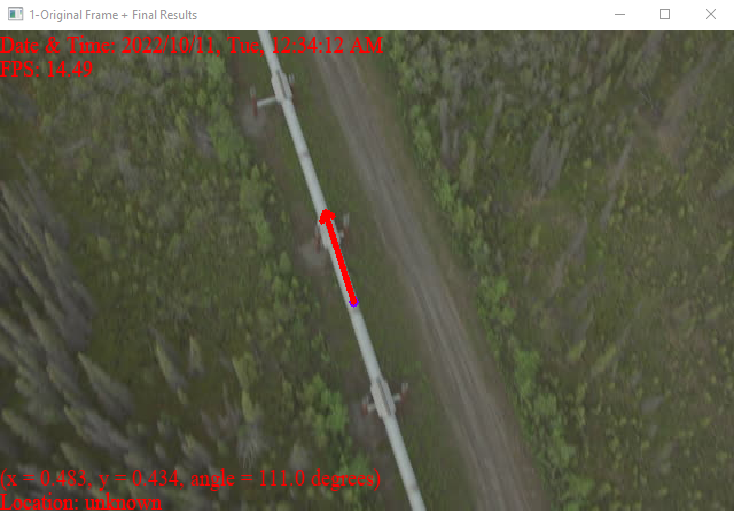 1-Original Frame + Final Results
Date & Time: 2022/10/11, Tue, 12:34:12 AM
FPS: 14.49
(x = 0.483, y = 0.434, angle = 111.0 degrees)
Location: unknown